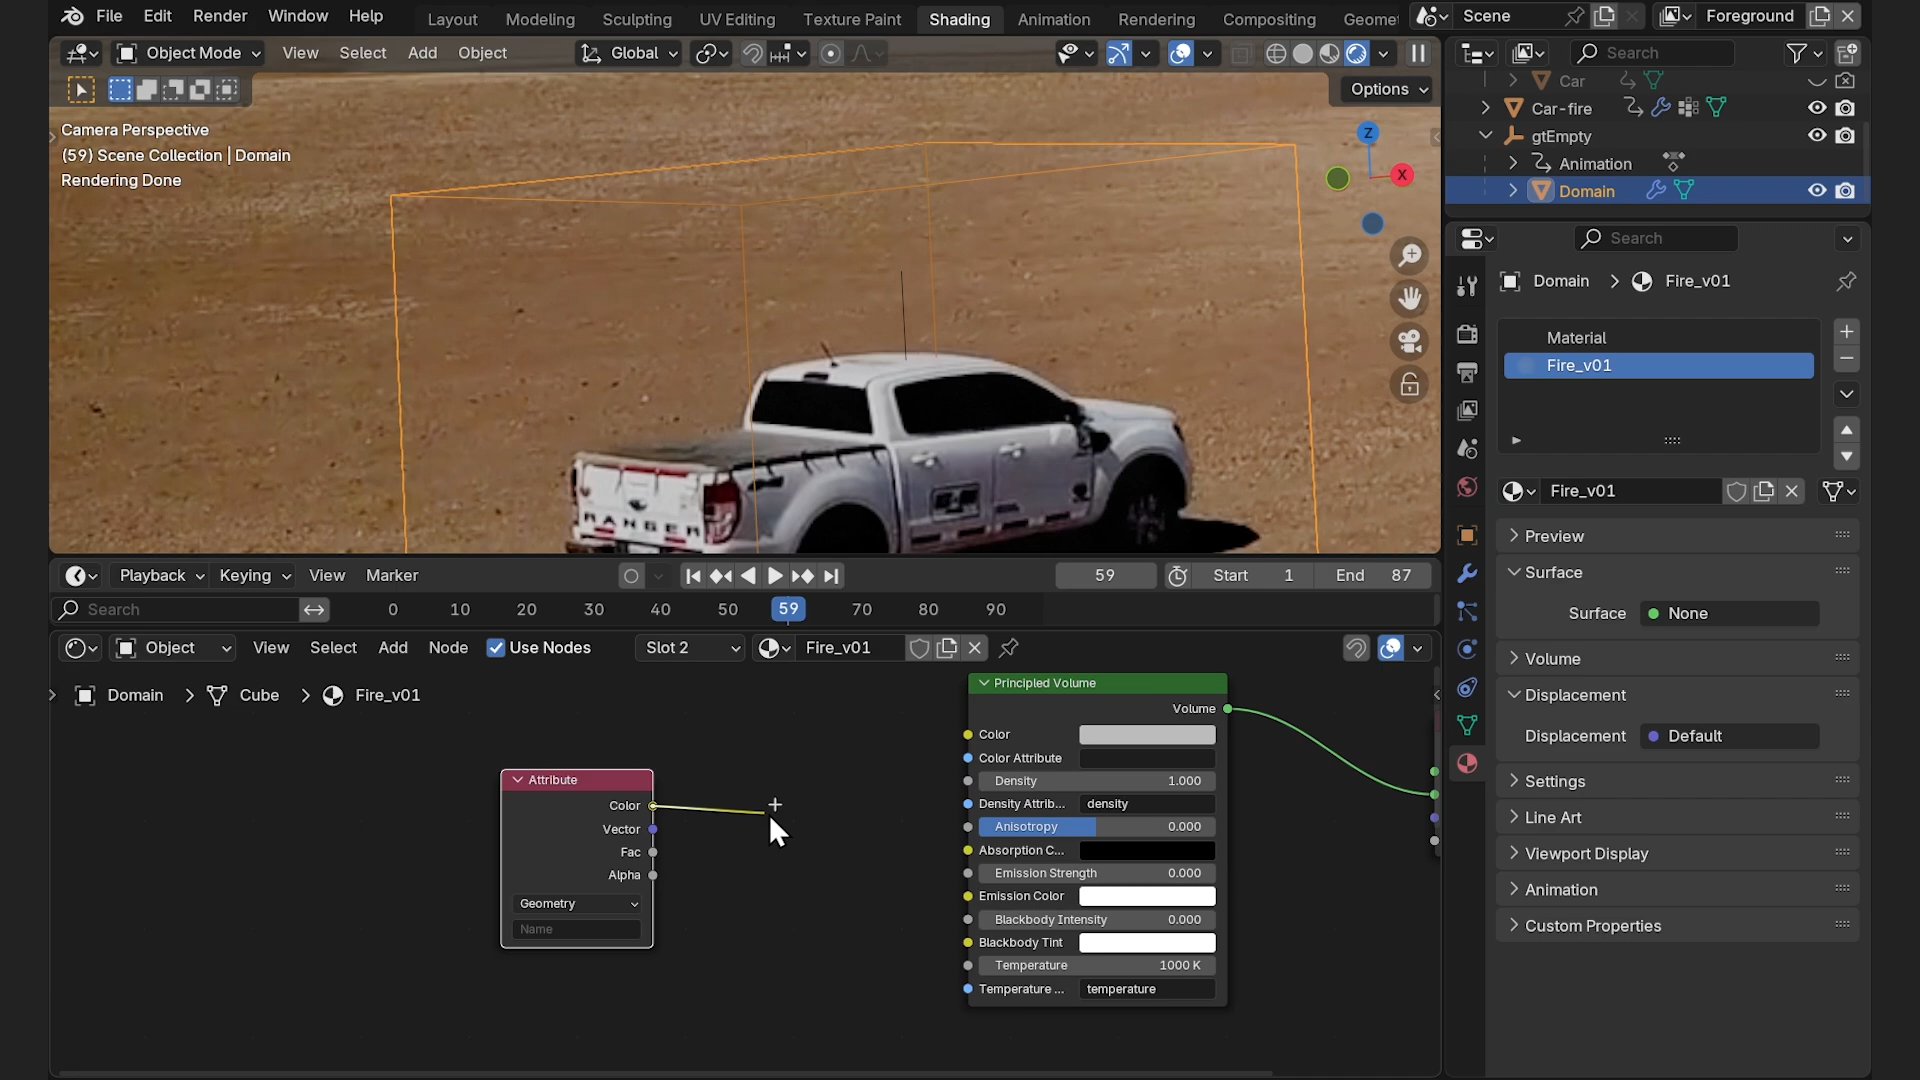 File Edit Render Window Help
Layout Modeling Sculpting UV Editing Texture Paint Shading Animation Rendering Compositing Geomet
Scene
Foreground
Object Mode View Select Add Object
Global
Search
Options
Camera Perspective
(59) Scene Collection | Domain
Rendering Done
Z
X
RANGER
Car
Car-fire
gtEmpty
Animation
Domain
Search
Domain > Fire_v01
Material
Fire_v01
Fire_v01
Preview
Surface
Surface None
Volume
Displacement
Displacement Default
Settings
Line Art
Viewport Display
Animation
Custom Properties
Playback Keying View Marker
59
Start 1
End 87
Search
0 10 20 30 40 50 59 70 80 90
Object View Select Add Node Use Nodes Slot 2 Fire_v01
Domain > Cube > Fire_v01
Attribute
Color
Vector
Fac
Alpha
Geometry
Name
Principled Volume
Volume
Color
Color Attribute
Density 1.000
Density Attrib... density
Anisotropy 0.000
Absorption C...
Emission Strength 0.000
Emission Color
Blackbody Intensity 0.000
Blackbody Tint
Temperature 1000 K
Temperature ... temperature